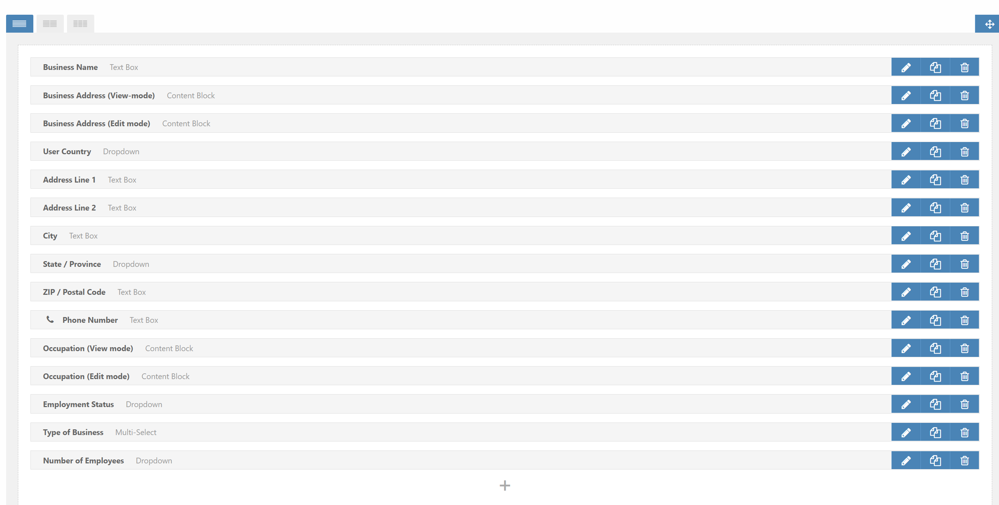 Business Name Text Box
Business Address (View-mode) Content Block
Business Address (Edit mode) Content Block
User Country Dropdown
Address Line 1 Text Box
Address Line 2 Text Box
City Text Box
State / Province Dropdown
ZIP / Postal Code Text Box
Phone Number Text Box
Occupation (View mode) Content Block
Occupation (Edit mode) Content Block
Employment Status Dropdown
Type of Business Multi-Select
Number of Employees Dropdown